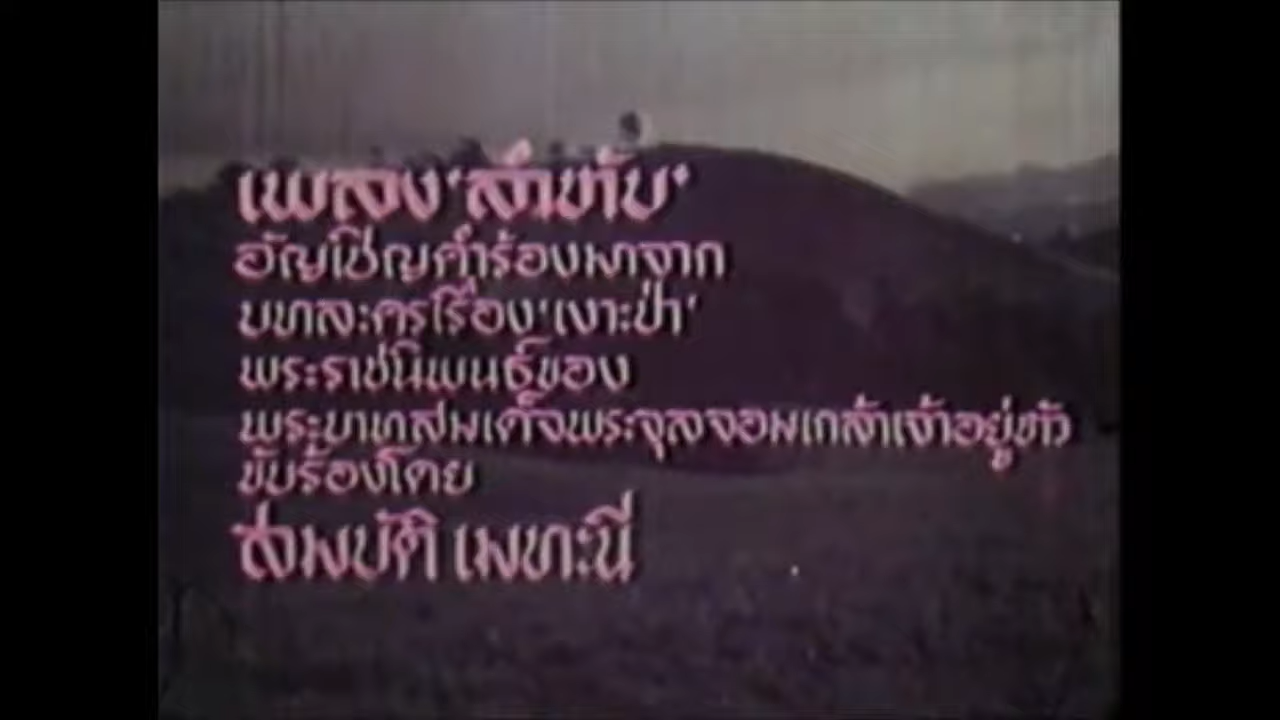 เพลง'ลำหับ'
อัญเชิญคำร้องมาจาก
บทละครเรื่อง'เงาะป่า'
พระราชนิพนธ์ของ
พระบาทสมเด็จพระจุลจอมเกล้าเจ้าอยู่หัว
ขับร้องโดย
สมบัติ เมทะนี